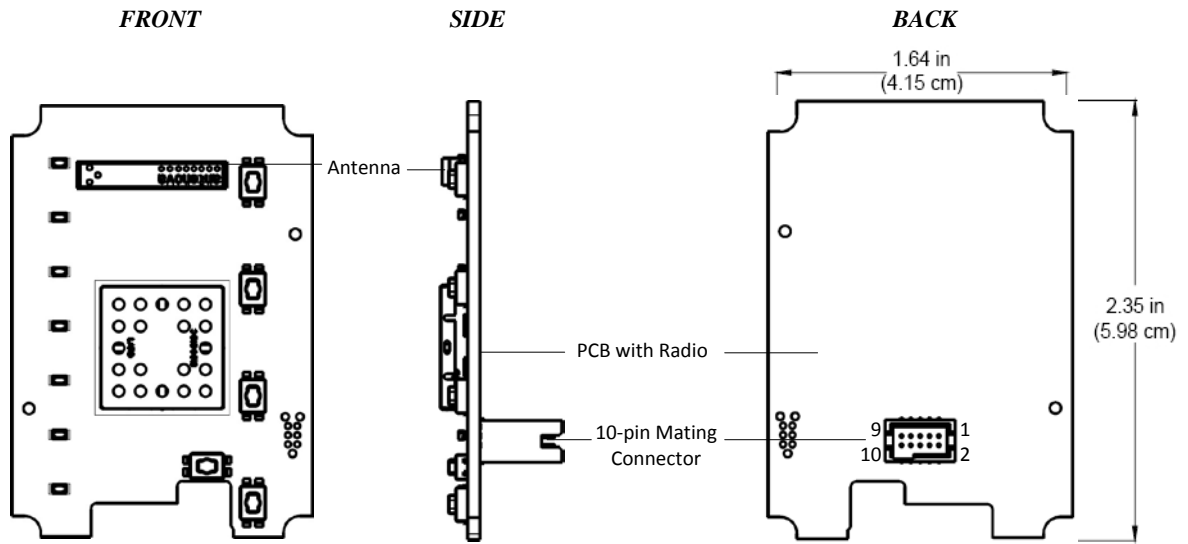 FRONT
SIDE
BACK
1.64 in
(4.15 cm)
Antenna
2.35 in
(5.98 cm)
PCB with Radio
10-pin Mating
Connector
9
1
10
2